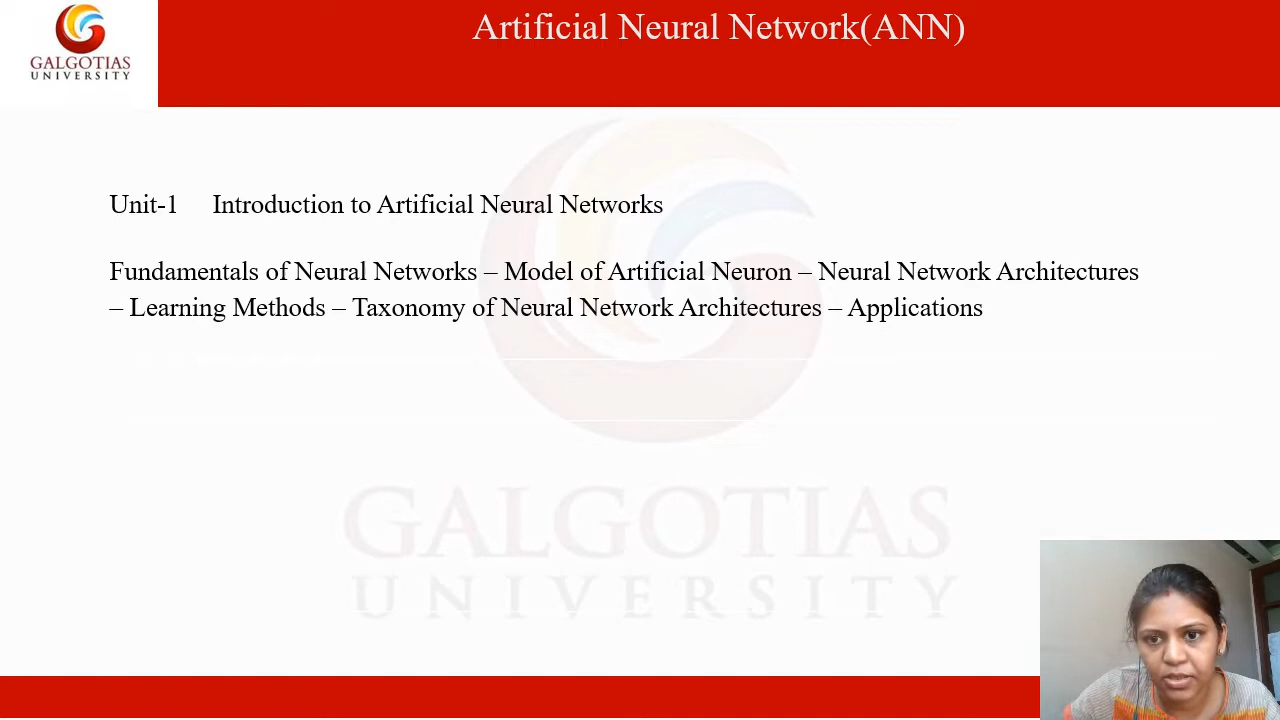 Artificial Neural Network(ANN)
GALGOTIAS
UNIVERSITY
Unit-1 Introduction to Artificial Neural Networks
Fundamentals of Neural Networks – Model of Artificial Neuron – Neural Network Architectures
– Learning Methods – Taxonomy of Neural Network Architectures – Applications
GALGOTIAS
UNIVERSITY